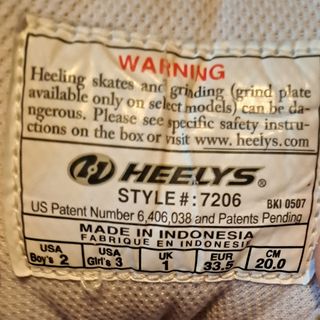 WARNING
Heeling skates and grinding (grind plate
available only on select models) can be da-
ngerous. Please see specific safety instru-
ctions on the box or visit www.heelys.com
HEELYS®
STYLE#:7206 BKI 0507
US Patent Number 6,406,038 and Patents Pending
MADE IN INDONESIA
FABRIQUE EN INDONESIA
USA Boy's 2 USA Girl's 3 UK 1 EUR 33.5 CM 20.0